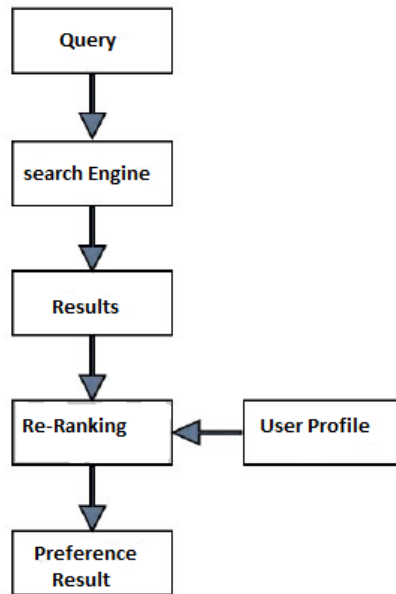 Query
search Engine
Results
Re-Ranking
User Profile
Preference
Result